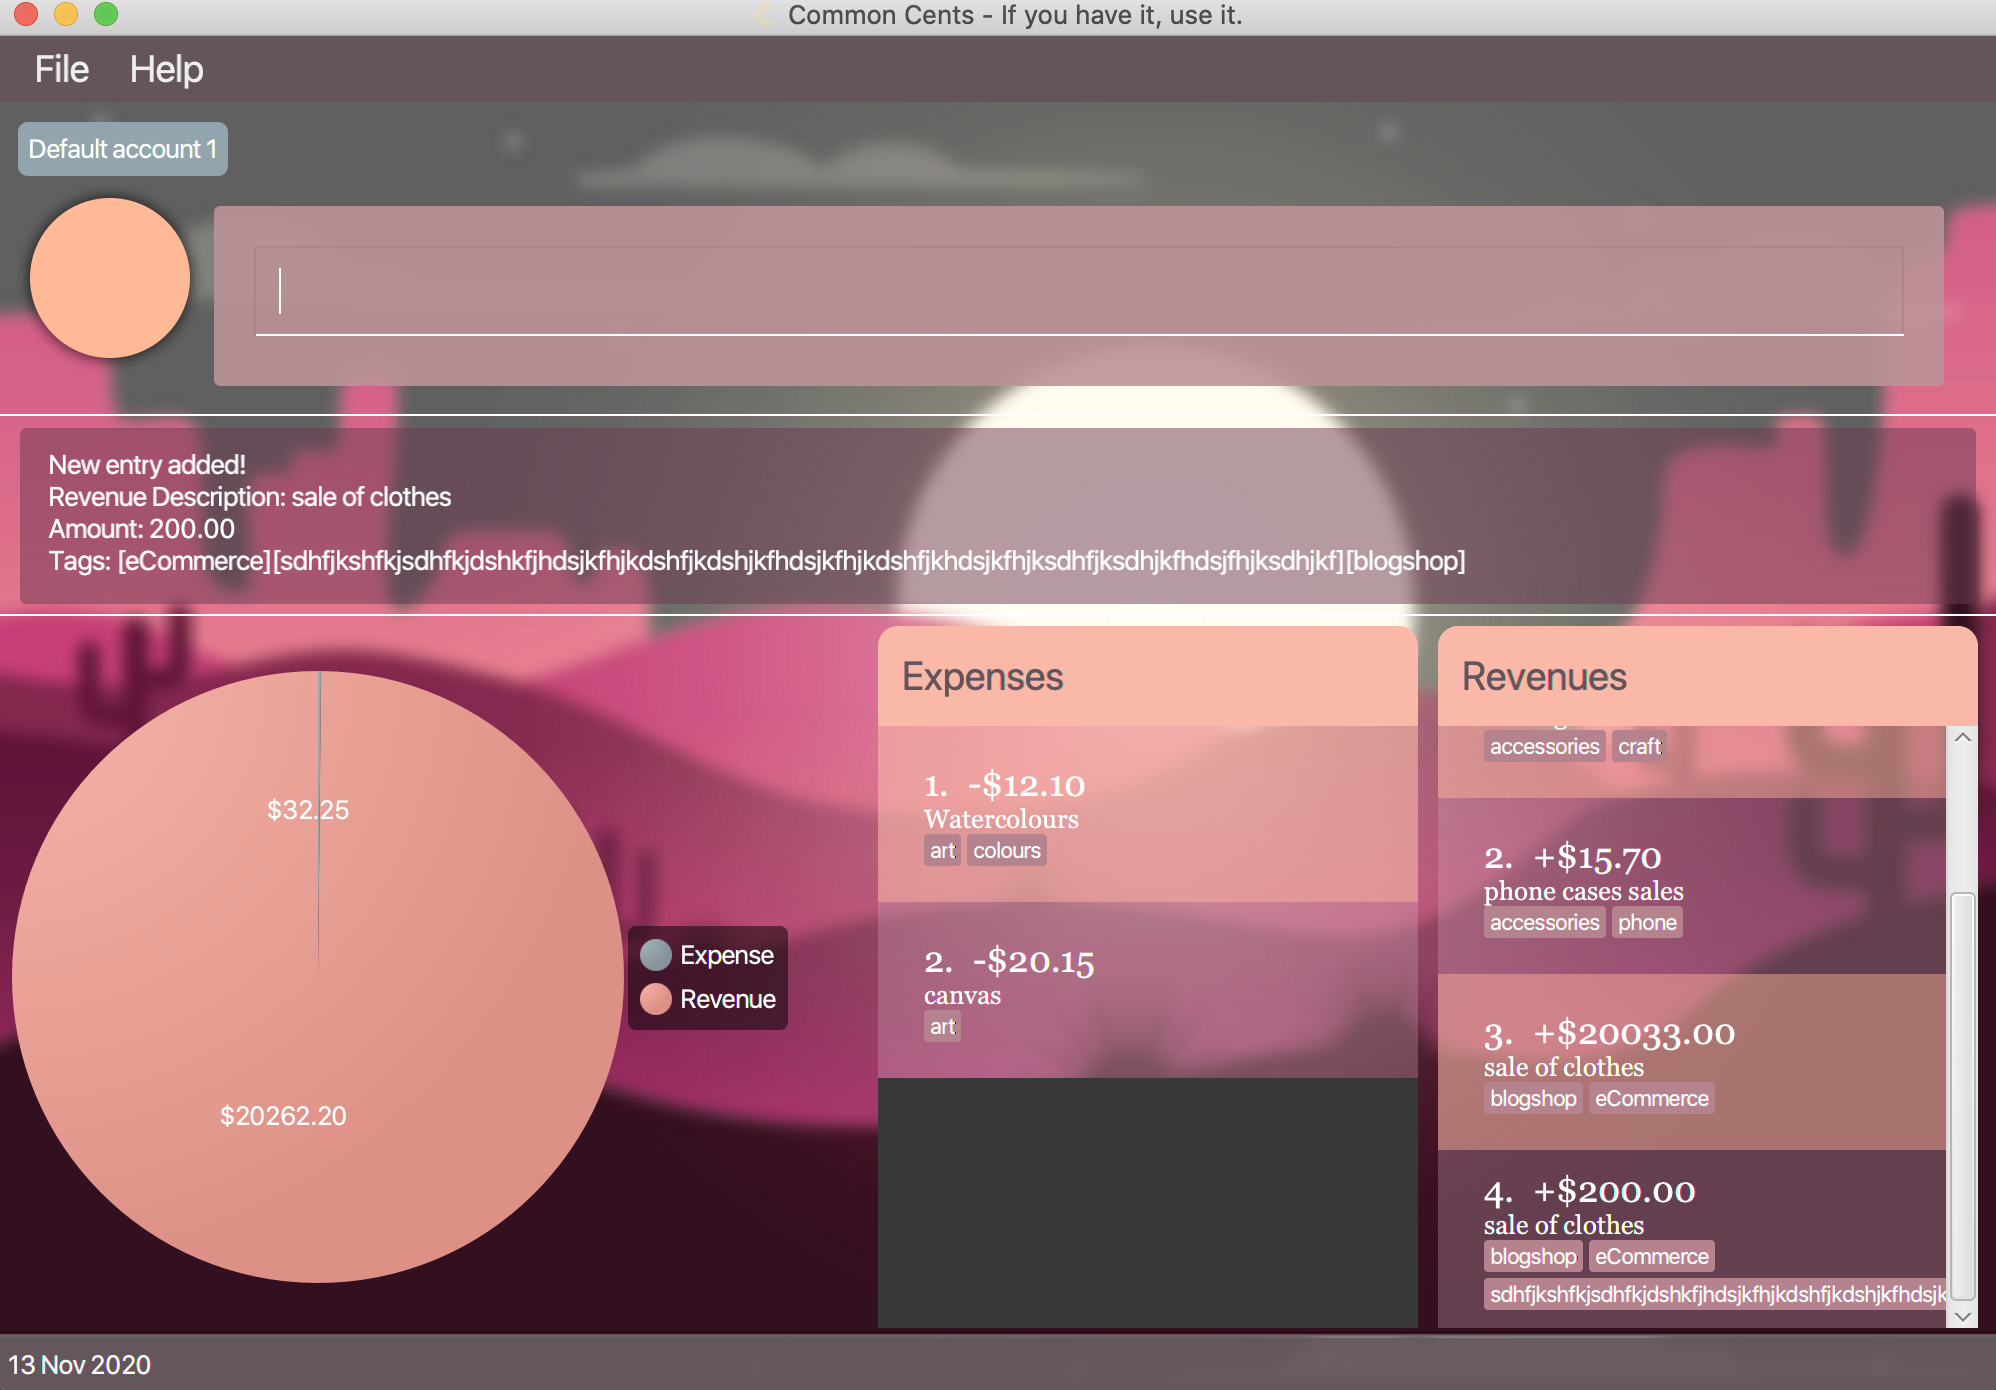 Common Cents - If you have it, use it.
File Help
Default account 1
New entry added!
Revenue Description: sale of clothes
Amount: 200.00
Tags: [eCommerce][sdhfjkshfkjsdhfkjdshkfjhdsjkfhjkdshfjkdshjkfhdsjkfhjkdshfjkhdsjkfhjksdhfjksdhjkfhdsjfhjksdhjkf][blogshop]
$32.25
$20262.20
Expense
Revenue
Expenses
1. -$12.10
Watercolours
art colours
2. -$20.15
canvas
art
Revenues
accessories craft
2. +$15.70
phone cases sales
accessories phone
3. +$20033.00
sale of clothes
blogshop eCommerce
4. +$200.00
sale of clothes
blogshop eCommerce
sdhfjkshfkjsdhfkjdshkfjhdsjkfhjkdshfjkdshjkfhdsjk
13 Nov 2020